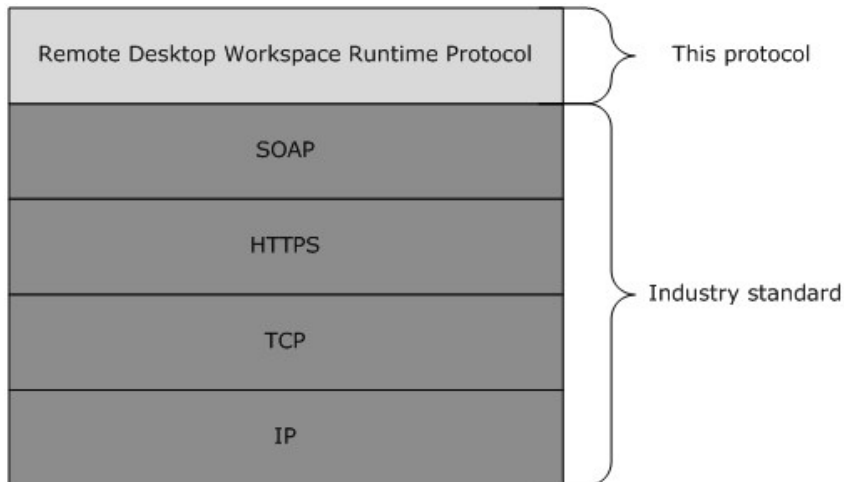 Remote Desktop Workspace Runtime Protocol
This protocol
SOAP
HTTPS
Industry standard
TCP
IP